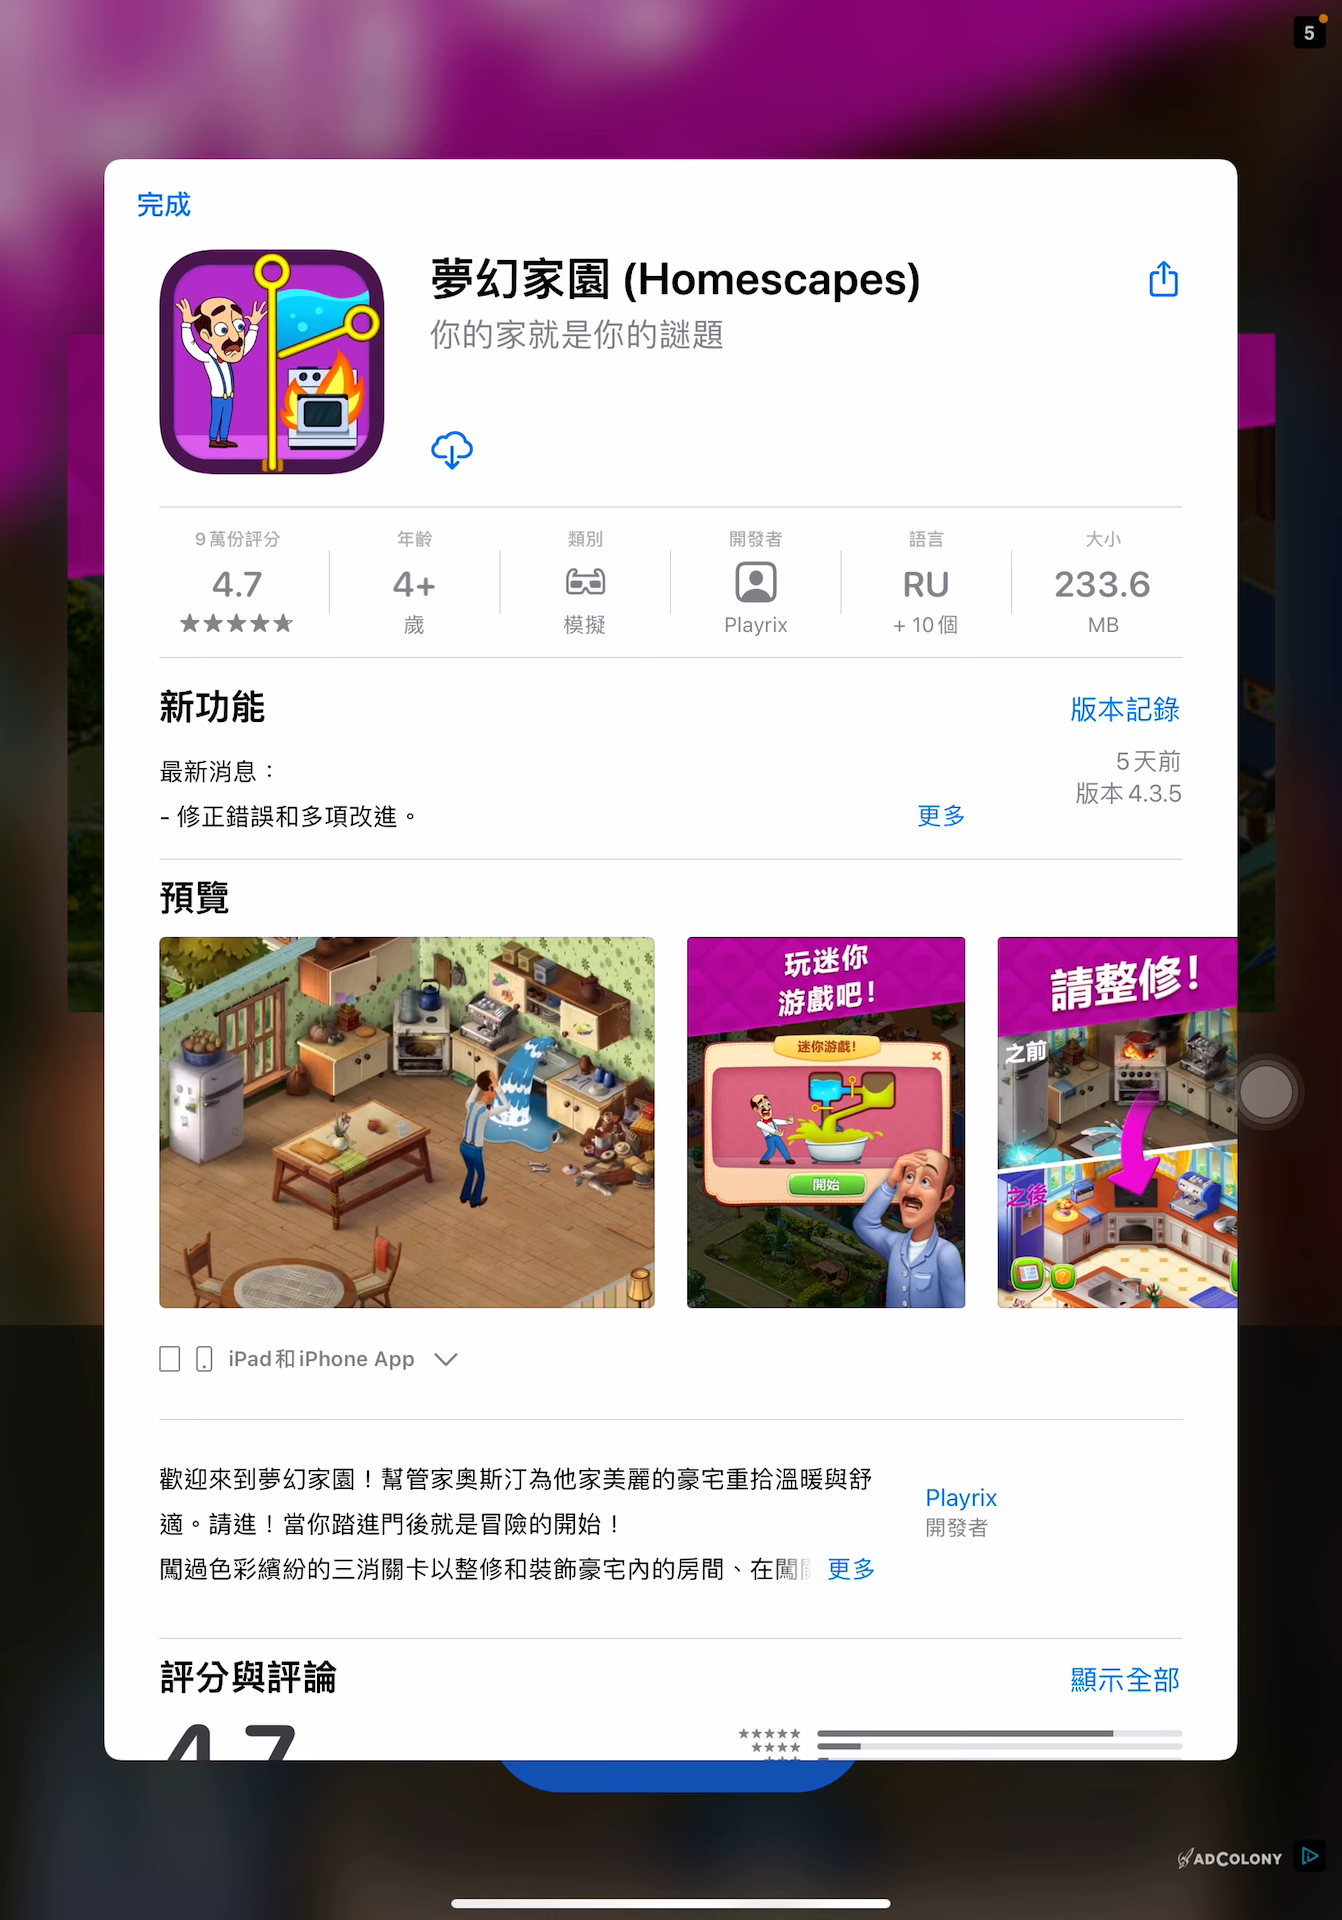 5
完成
夢幻家園 (Homescapes)
你的家就是你的謎題
9 萬份評分
4.7
年齡
4+
歲
類別
模擬
開發者
Playrix
語言
RU
+ 10 個
大小
233.6
MB
新功能
版本記錄
最新消息：
5 天前
版本 4.3.5
- 修正錯誤和多項改進。
更多
預覽
玩迷你
游戲吧！
迷你游戲！
開始
請整修！
之前
之後
iPad 和 iPhone App
歡迎來到夢幻家園！幫管家奧斯汀為他家美麗的豪宅重拾溫暖與舒
適。請進！當你踏進門後就是冒險的開始！
闖過色彩繽紛的三消關卡以整修和裝飾豪宅內的房間、在闖
更多
Playrix
開發者
評分與評論
顯示全部
4.7
ADCOLONY